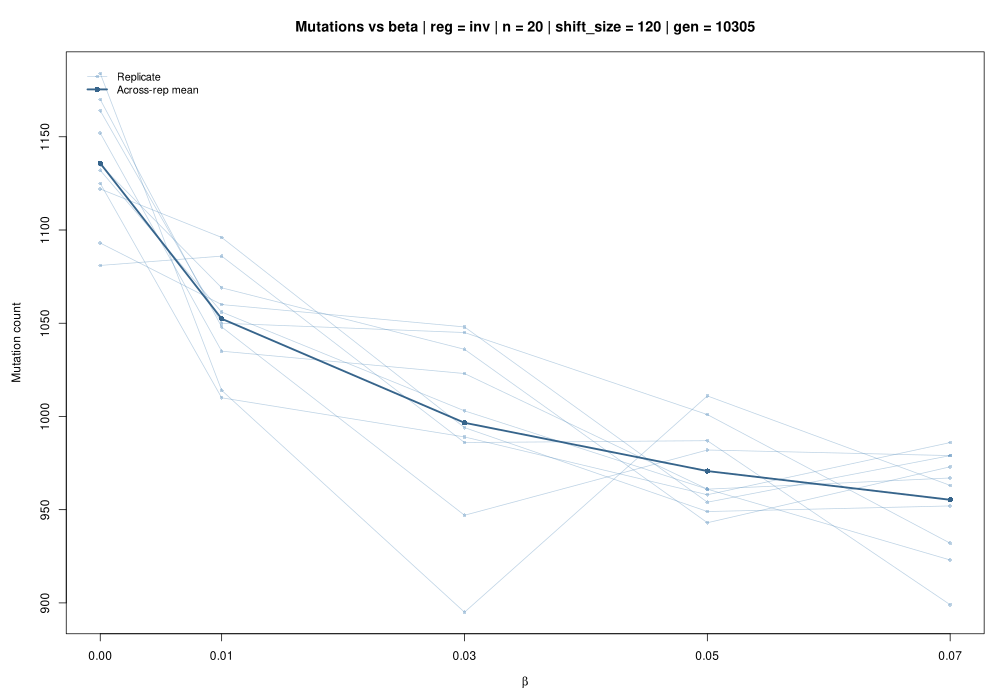 Mutations vs beta | reg = inv | n = 20 | shift_size = 120 | gen = 10305
Replicate
Across-rep mean
Mutation count
1150
1100
1050
1000
950
900
0.00
0.01
0.03
0.05
0.07
β